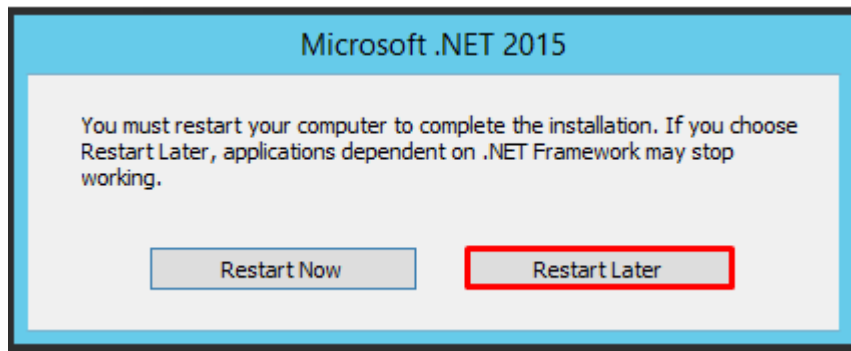 Microsoft .NET 2015
You must restart your computer to complete the installation. If you choose
Restart Later, applications dependent on .NET Framework may stop
working.
Restart Now
Restart Later